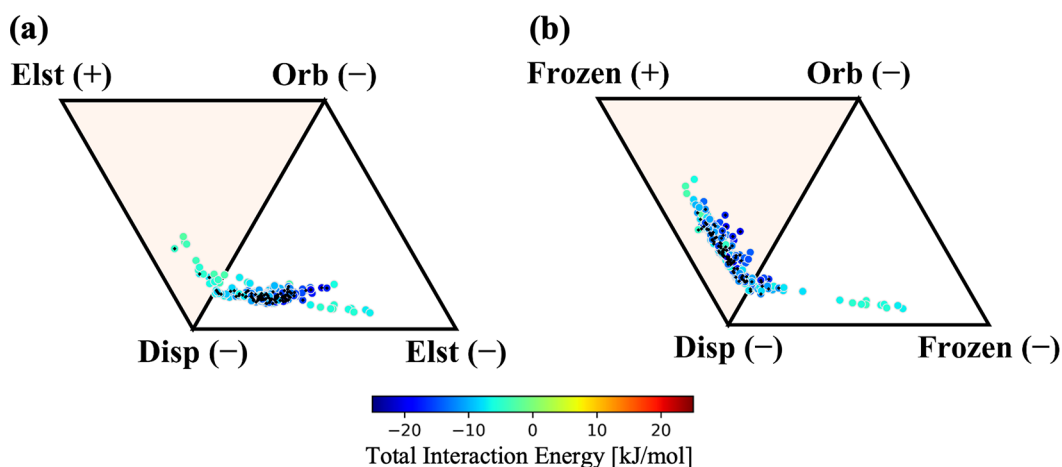 (a)
(b)
Elst (+) Orb (−)
Frozen (+) Orb (−)
Disp (−) Elst (−)
Disp (−) Frozen (−)
−20 −10 0 10 20
Total Interaction Energy [kJ/mol]